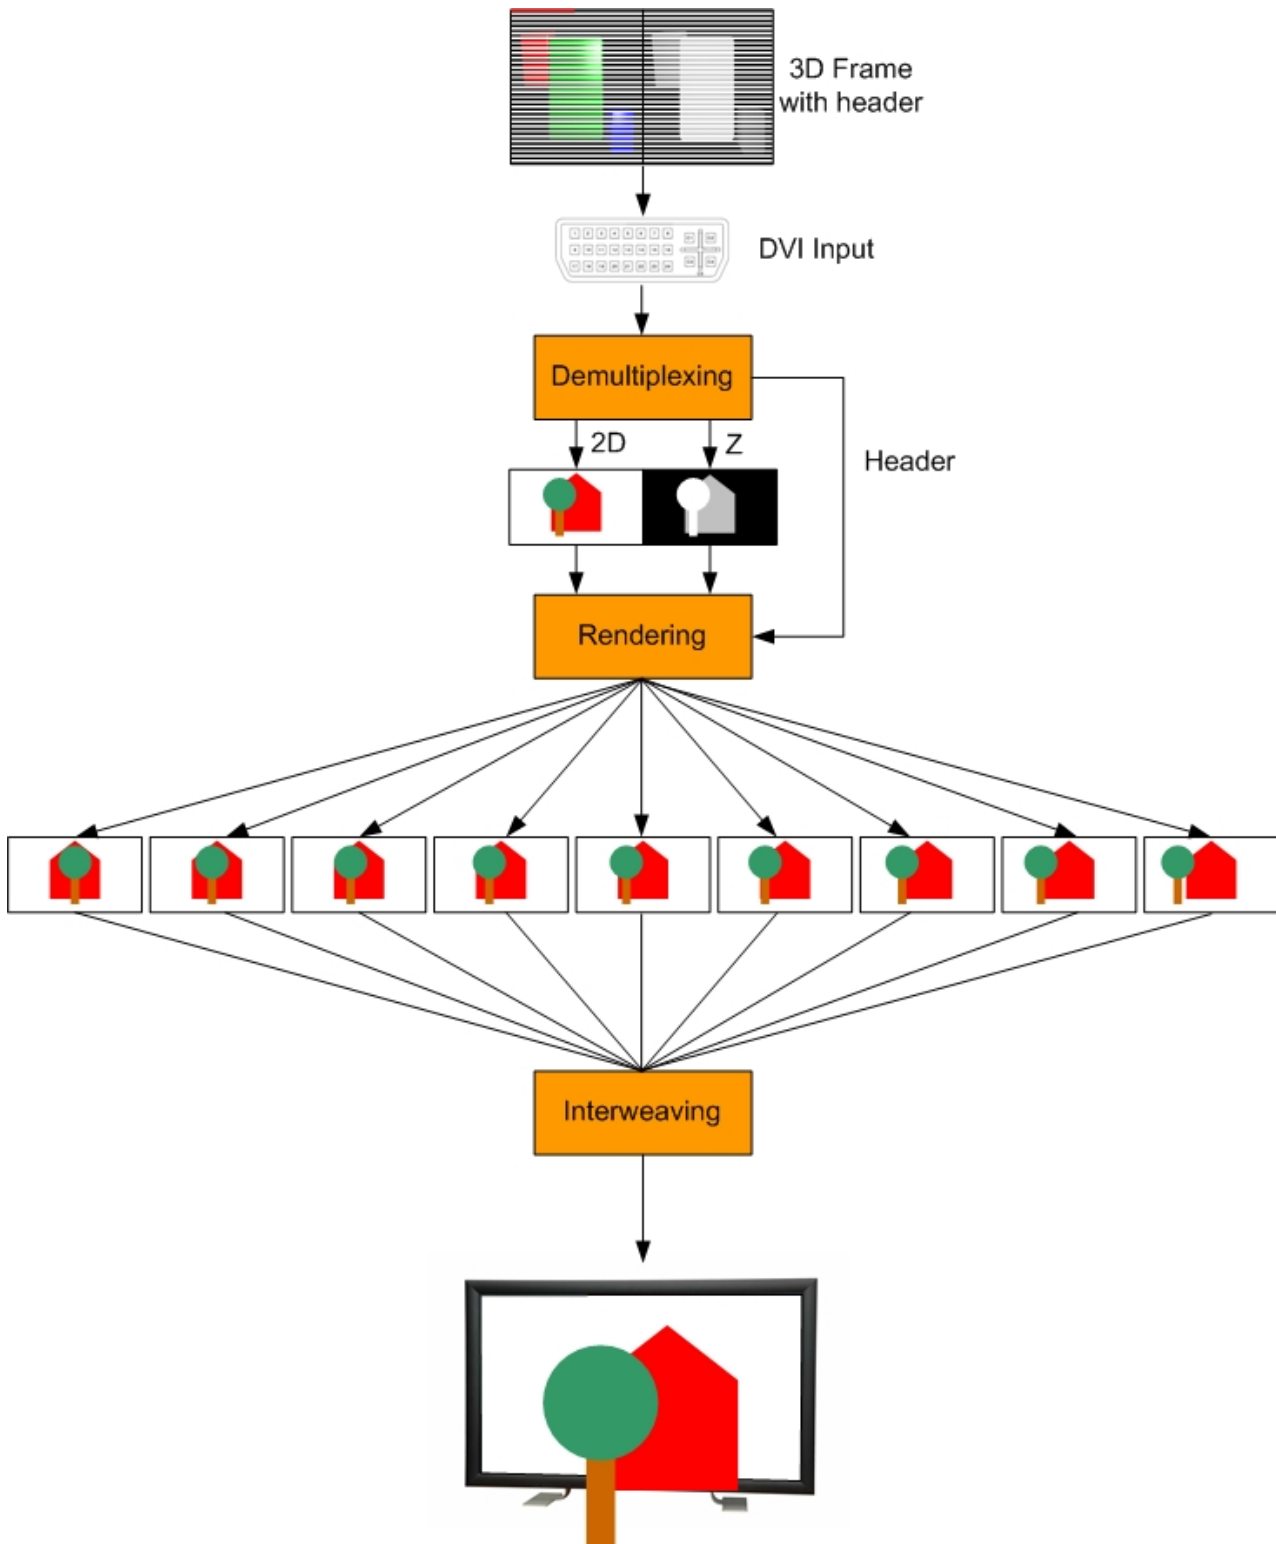 3D Frame
with header
DVI Input
Demultiplexing
2D
Z
Header
Rendering
Interweaving